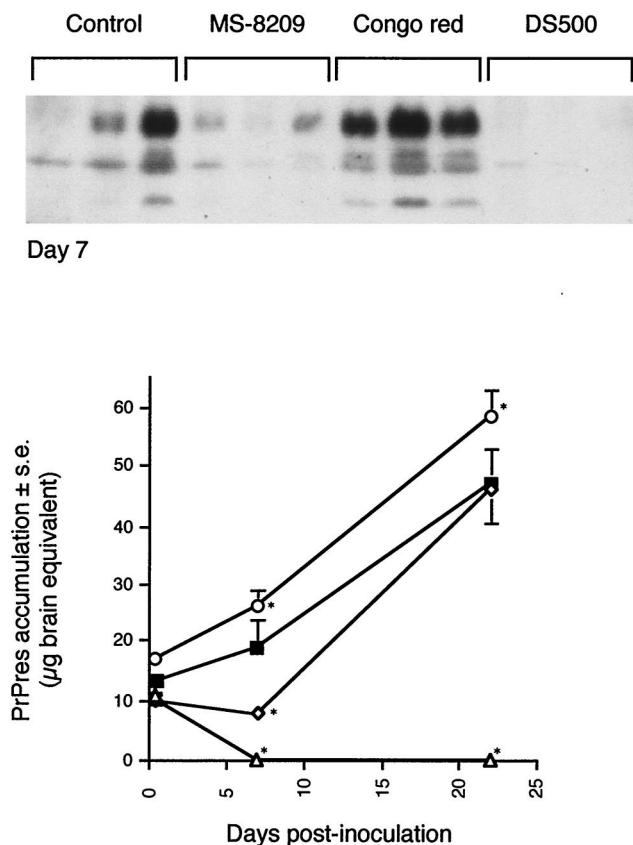 Control MS-8209 Congo red DS500
Day 7
60
50
40
30
20
10
0
PrPres accumulation ± s.e.
(µg brain equivalent)
* * * * *
0 5 10 15 20 25
Days post-inoculation